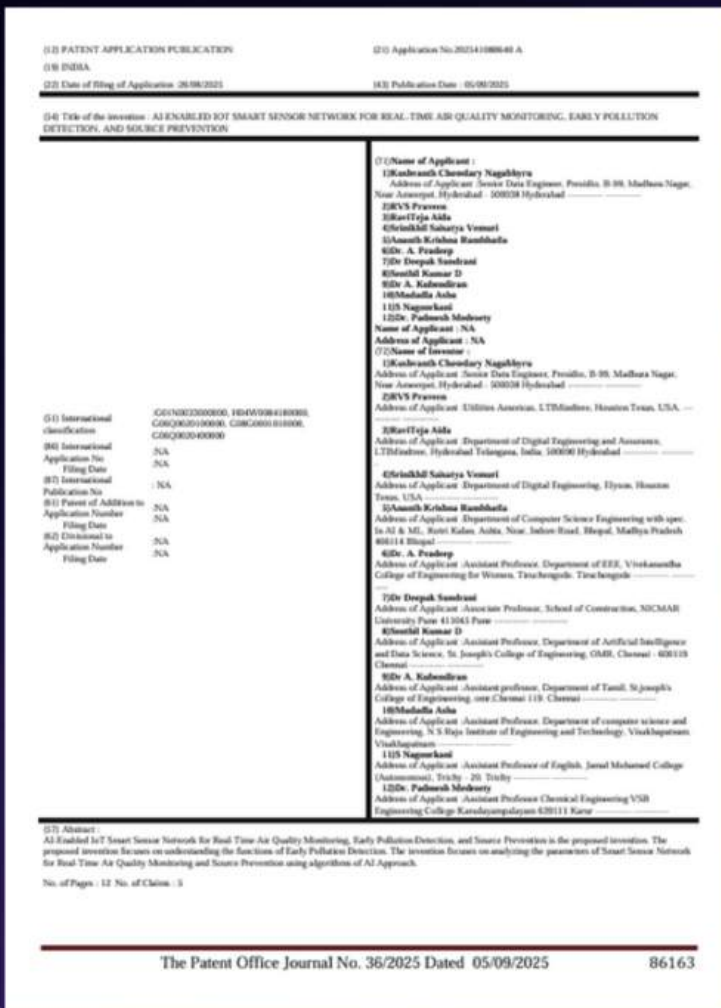 (12) PATENT APPLICATION PUBLICATION
(21) Application No.202541080640 A
(19) INDIA
(22) Date of filing of Application :26/08/2025
(43) Publication Date : 05/09/2025
(54) Title of the invention : AI-ENABLED IOT SMART SENSOR NETWORK FOR REAL-TIME AIR QUALITY MONITORING, EARLY POLLUTION
DETECTION, AND SOURCE PREVENTION
(51) International
classification
:G01N0033000000, H04W0084180000,
G06Q0020100000, G08G0001010000,
G06Q0020400000
(86) International
Application No
Filing Date
:NA
:NA
(87) International
Publication No
: NA
(61) Patent of Addition to
Application Number
Filing Date
:NA
:NA
(62) Divisional to
Application Number
Filing Date
:NA
:NA
(71)Name of Applicant :
1)Kushvanth Chowdary Nagabhyru
Address of Applicant :Senior Data Engineer, Presidio, B-99, Madhura Nagar,
Near Ameerpet, Hyderabad - 500038 Hyderabad
2)RVS Praveen
3)RaviTeja Aida
4)Srinikhil Saisatya Vemuri
5)Ananth Krishna Rambhatla
6)Dr. A. Pradeep
7)Dr Deepak Sundrani
8)Senthil Kumar D
9)Dr A. Kubendiran
10)Mudadla Asha
11)S Nagoorkani
12)Dr. Padmesh Medesety
Name of Applicant : NA
Address of Applicant : NA
(72)Name of Inventor :
1)Kushvanth Chowdary Nagabhyru
Address of Applicant :Senior Data Engineer, Presidio, B-99, Madhura Nagar,
Near Ameerpet, Hyderabad - 500038 Hyderabad
2)RVS Praveen
Address of Applicant :Utilities Americas, LTIMindtree, Houston Texas, USA.
3)RaviTeja Aida
Address of Applicant :Department of Digital Engineering and Assurance,
LTIMindtree, Hyderabad Telangana, India, 500090 Hyderabad
4)Srinikhil Saisatya Vemuri
Address of Applicant :Department of Digital Engineering, Elyson, Houston
Texas, USA
5)Ananth Krishna Rambhatla
Address of Applicant :Department of Computer Science Engineering with spec.
In AI & ML, Kotri Kalan, Ashta, Near, Indore Road, Bhopal, Madhya Pradesh
466114 Bhopal
6)Dr. A. Pradeep
Address of Applicant :Assistant Professor, Department of EEE, Vivekanandha
College of Engineering for Women, Tiruchengode. Tiruchengode
7)Dr Deepak Sundrani
Address of Applicant :Associate Professor, School of Construction, NICMAR
University Pune 411045 Pune
8)Senthil Kumar D
Address of Applicant :Assistant Professor, Department of Artificial Intelligence
and Data Science, St. Joseph's College of Engineering, OMR, Chennai - 600119
Chennai
9)Dr A. Kubendiran
Address of Applicant :Assistant professor, Department of Tamil, St.joseph's
College of Engineering, omr,Chennai 119. Chennai
10)Mudadla Asha
Address of Applicant :Assistant Professor, Department of computer science and
Engineering, N S Raju Institute of Engineering and Technology, Visakhapatnam
Visakhapatnam
11)S Nagoorkani
Address of Applicant :Assistant Professor of English, Jamal Mohamed College
(Autonomous), Trichy - 20. Trichy
12)Dr. Padmesh Medesety
Address of Applicant :Assistant Professor Chemical Engineering VSB
Engineering College Karudayampalayam 639111 Karur
(57) Abstract :
AI-Enabled IoT Smart Sensor Network for Real-Time Air Quality Monitoring, Early Pollution Detection, and Source Prevention is the proposed invention. The
proposed invention focuses on understanding the functions of Early Pollution Detection. The invention focuses on analyzing the parameters of Smart Sensor Network
for Real-Time Air Quality Monitoring and Source Prevention using algorithms of AI Approach.
No. of Pages : 12 No. of Claims : 5
The Patent Office Journal No. 36/2025 Dated 05/09/2025
86163